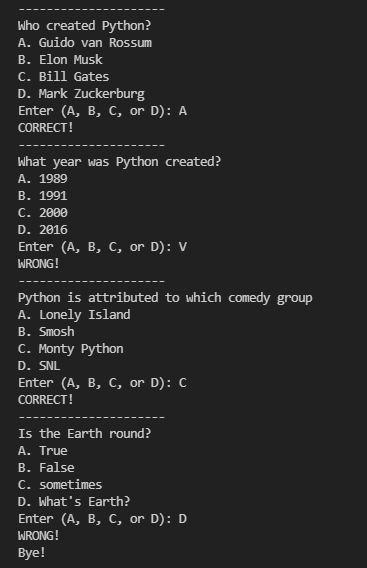 ---------------------
Who created Python?
A. Guido van Rossum
B. Elon Musk
C. Bill Gates
D. Mark Zuckerburg
Enter (A, B, C, or D): A
CORRECT!
---------------------
What year was Python created?
A. 1989
B. 1991
C. 2000
D. 2016
Enter (A, B, C, or D): V
WRONG!
---------------------
Python is attributed to which comedy group
A. Lonely Island
B. Smosh
C. Monty Python
D. SNL
Enter (A, B, C, or D): C
CORRECT!
---------------------
Is the Earth round?
A. True
B. False
C. sometimes
D. What's Earth?
Enter (A, B, C, or D): D
WRONG!
Bye!